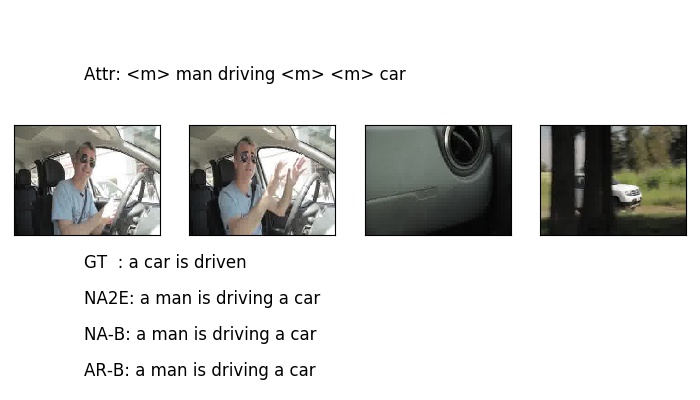 Attr: <m> man driving <m> <m> car
GT  : a car is driven
NA2E: a man is driving a car
NA-B: a man is driving a car
AR-B: a man is driving a car